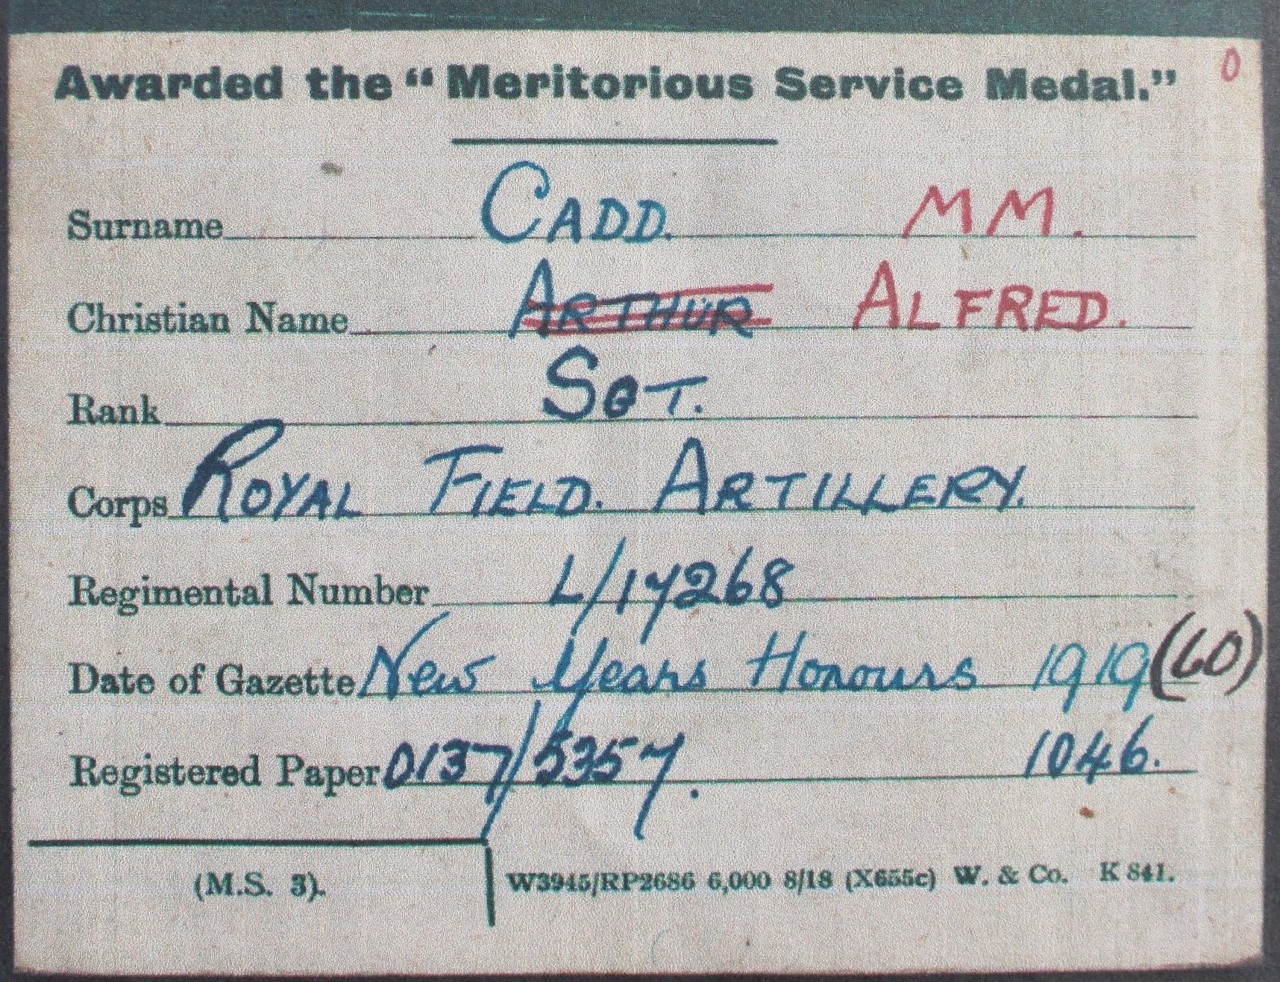 Awarded the "Meritorious Service Medal." 0
Surname CADD. MM.
Christian Name ARTHUR ALFRED.
Rank SGT.
Corps ROYAL FIELD. ARTILLERY.
Regimental Number L/17268
Date of Gazette New Years Honours 1919 (60)
Registered Paper 0137/5357. 1046.
(M.S. 3). W3945/RP2686 6,000 8/18 (X655c) W. & Co. K 841.